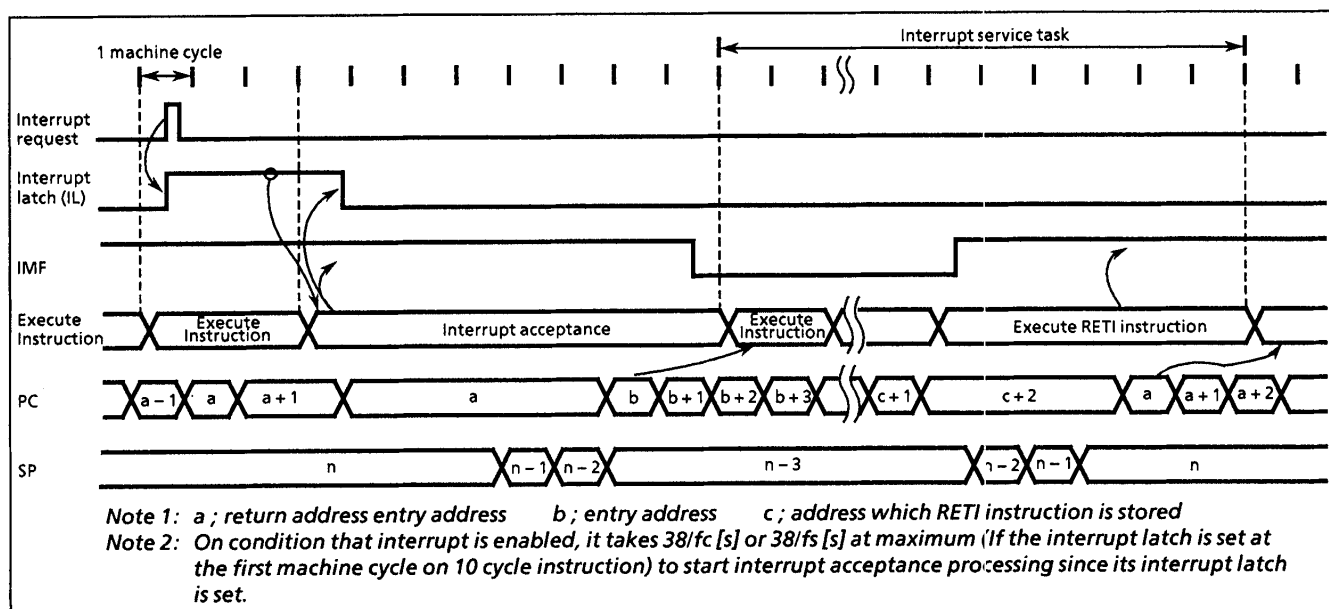 Interrupt service task
1 machine cycle
Interrupt
request
Interrupt
latch (IL)
IMF
Execute
Instruction
Execute
Instruction
Interrupt acceptance
Execute
Instruction
Execute RETI instruction
PC
a − 1
a
a + 1
a
b
b + 1
b + 2
b + 3
c + 1
c + 2
a
a + 1
a + 2
SP
n
n − 1
n − 2
n − 3
n − 2
n − 1
n
Note 1: a ; return address entry address b ; entry address c ; address which RETI instruction is stored
Note 2: On condition that interrupt is enabled, it takes 38/fc [s] or 38/fs [s] at maximum (If the interrupt latch is set at
the first machine cycle on 10 cycle instruction) to start interrupt acceptance processing since its interrupt latch
is set.